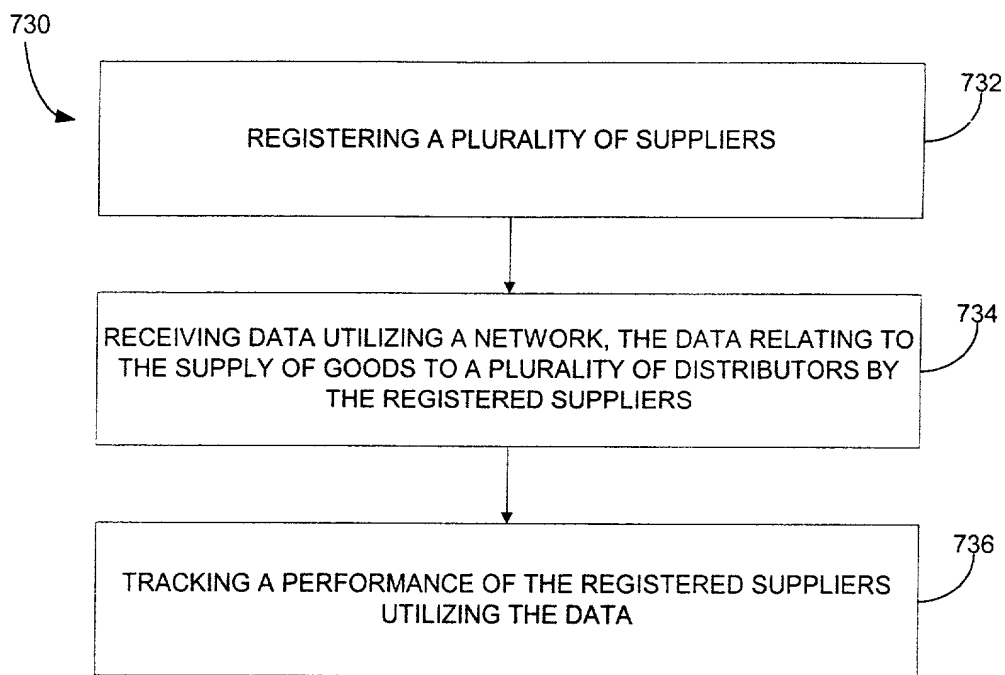 730
732
REGISTERING A PLURALITY OF SUPPLIERS
734
RECEIVING DATA UTILIZING A NETWORK, THE DATA RELATING TO
THE SUPPLY OF GOODS TO A PLURALITY OF DISTRIBUTORS BY
THE REGISTERED SUPPLIERS
736
TRACKING A PERFORMANCE OF THE REGISTERED SUPPLIERS
UTILIZING THE DATA